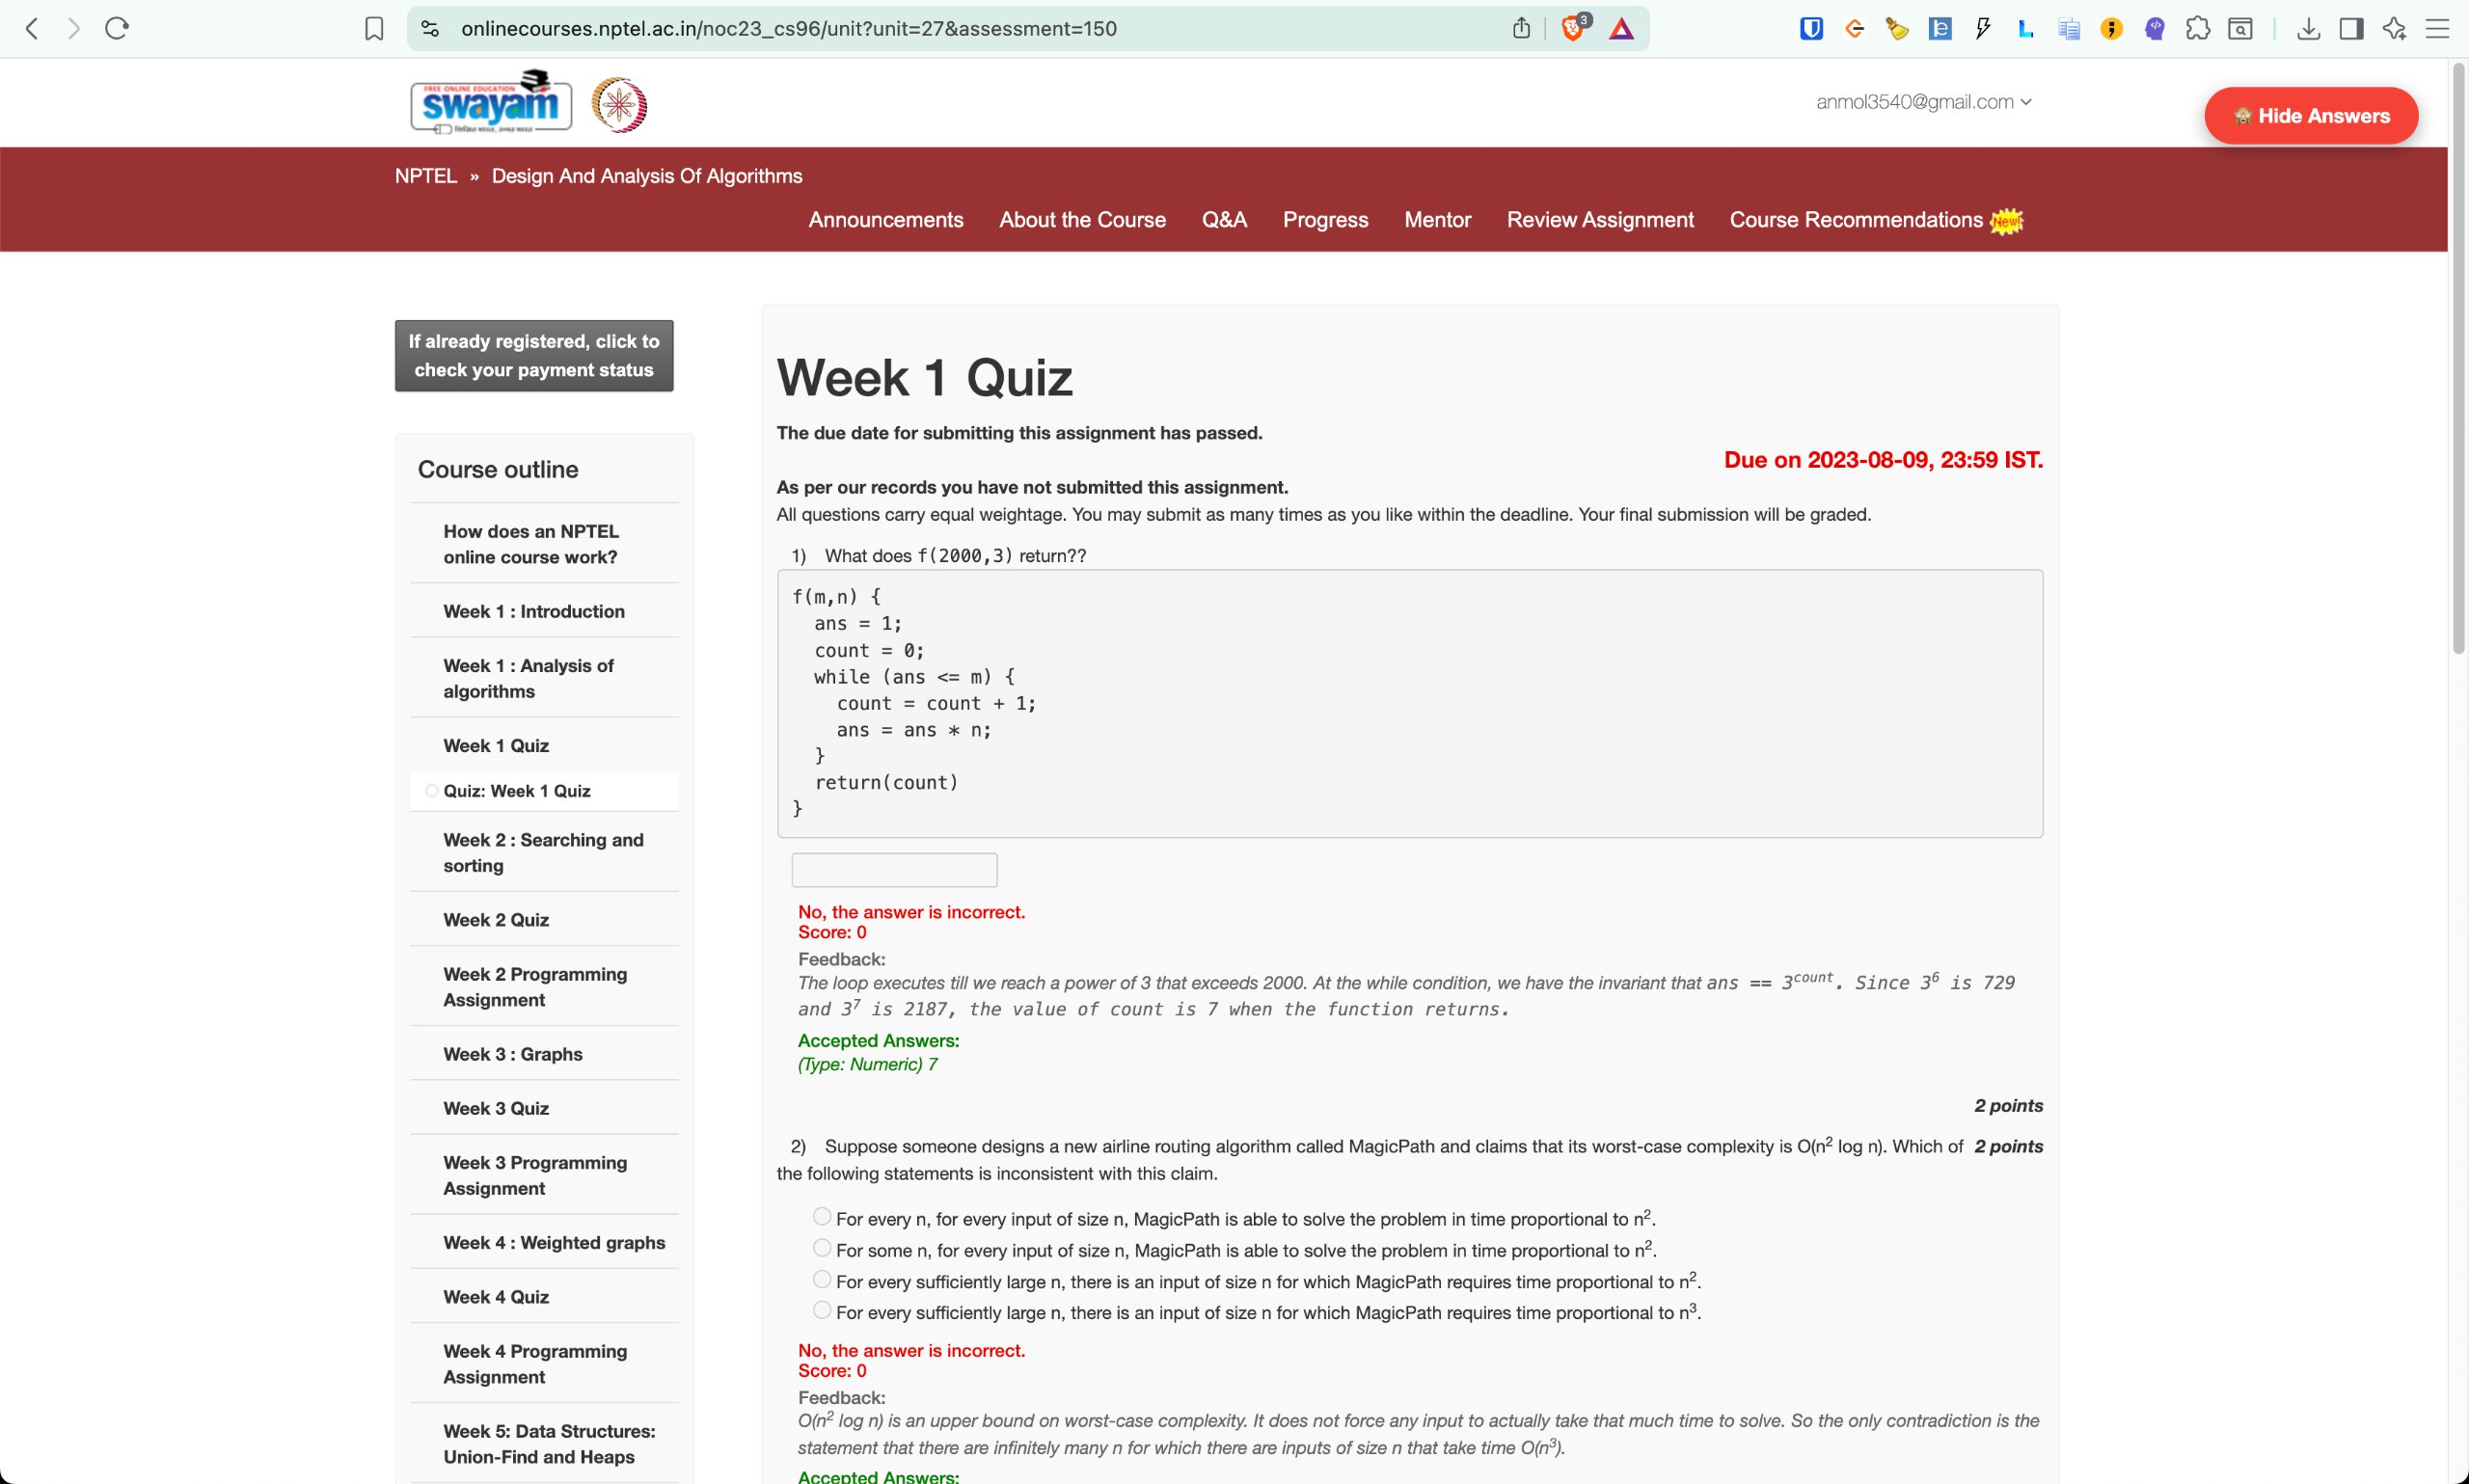 onlinecourses.nptel.ac.in/noc23_cs96/unit?unit=27&assessment=150
3
FREE ONLINE EDUCATION
swayam
anmol3540@gmail.com
🙈 Hide Answers
NPTEL » Design And Analysis Of Algorithms
Announcements About the Course Q&A Progress Mentor Review Assignment Course Recommendations New!
If already registered, click to
check your payment status
Course outline
How does an NPTEL
online course work?
Week 1 : Introduction
Week 1 : Analysis of
algorithms
Week 1 Quiz
Quiz: Week 1 Quiz
Week 2 : Searching and
sorting
Week 2 Quiz
Week 2 Programming
Assignment
Week 3 : Graphs
Week 3 Quiz
Week 3 Programming
Assignment
Week 4 : Weighted graphs
Week 4 Quiz
Week 4 Programming
Assignment
Week 5: Data Structures:
Union-Find and Heaps
Week 1 Quiz
The due date for submitting this assignment has passed.
Due on 2023-08-09, 23:59 IST.
As per our records you have not submitted this assignment.
All questions carry equal weightage. You may submit as many times as you like within the deadline. Your final submission will be graded.
1) What does f(2000,3) return??
f(m,n) {
ans = 1;
count = 0;
while (ans <= m) {
count = count + 1;
ans = ans * n;
}
return(count)
}
No, the answer is incorrect.
Score: 0
Feedback:
The loop executes till we reach a power of 3 that exceeds 2000. At the while condition, we have the invariant that ans == 3^count. Since 3^6 is 729
and 3^7 is 2187, the value of count is 7 when the function returns.
Accepted Answers:
(Type: Numeric) 7
2 points
2) Suppose someone designs a new airline routing algorithm called MagicPath and claims that its worst-case complexity is O(n² log n). Which of 2 points
the following statements is inconsistent with this claim.
For every n, for every input of size n, MagicPath is able to solve the problem in time proportional to n².
For some n, for every input of size n, MagicPath is able to solve the problem in time proportional to n².
For every sufficiently large n, there is an input of size n for which MagicPath requires time proportional to n².
For every sufficiently large n, there is an input of size n for which MagicPath requires time proportional to n³.
No, the answer is incorrect.
Score: 0
Feedback:
O(n² log n) is an upper bound on worst-case complexity. It does not force any input to actually take that much time to solve. So the only contradiction is the
statement that there are infinitely many n for which there are inputs of size n that take time O(n³).
Accepted Answers: